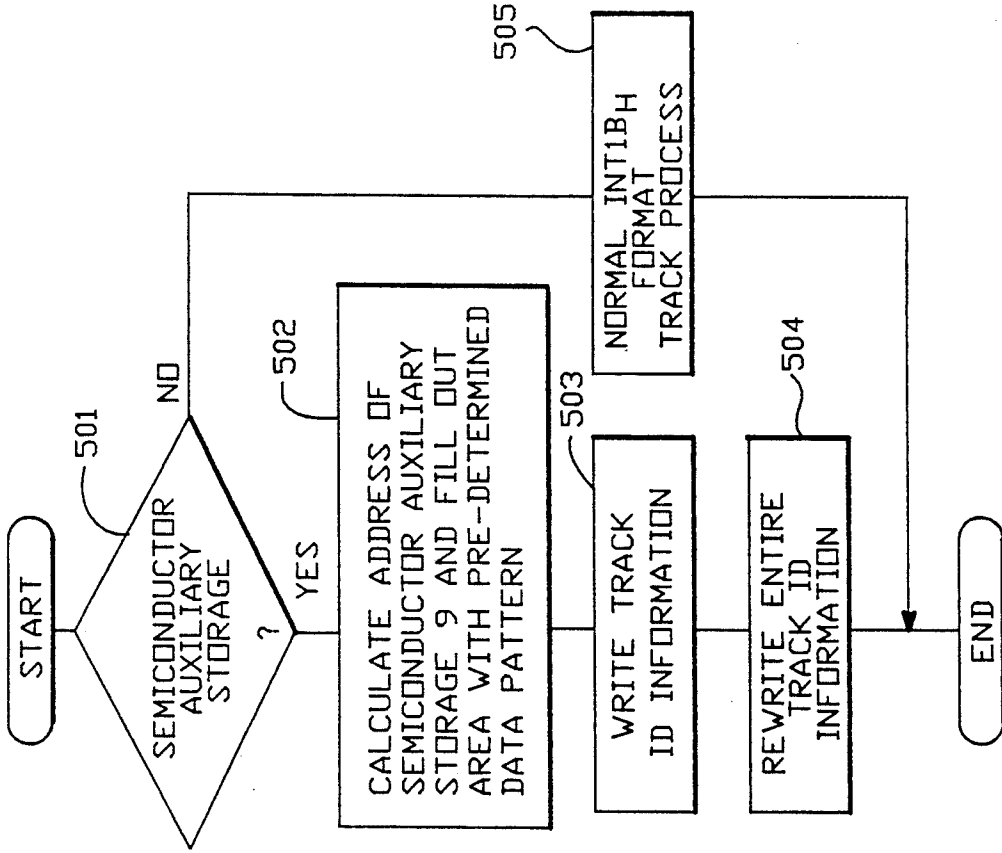 START
501
SEMICONDUCTOR
AUXILIARY
STORAGE
?
NO
YES
502
CALCULATE ADDRESS OF
SEMICONDUCTOR AUXILIARY
STORAGE 9 AND FILL OUT
AREA WITH PRE-DETERMINED
DATA PATTERN
503
WRITE TRACK
ID INFORMATION
504
REWRITE ENTIRE
TRACK ID
INFORMATION
505
NORMAL INT1BH
FORMAT
TRACK PROCESS
END